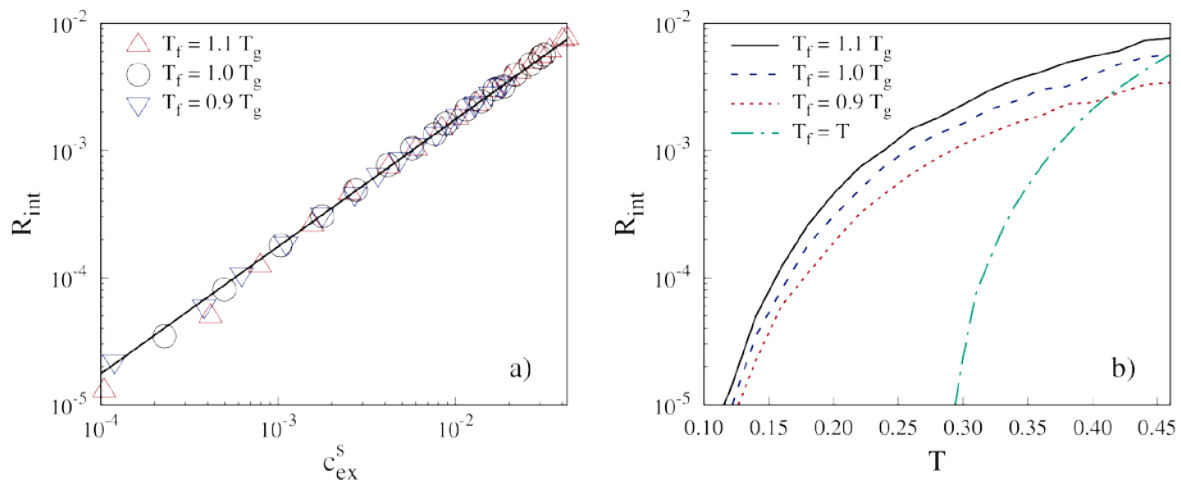 10⁻²
T_f = 1.1 T_g
T_f = 1.0 T_g
T_f = 0.9 T_g
10⁻³
R_int
10⁻⁴
a)
10⁻⁵
10⁻⁴
10⁻³
10⁻²
c_ex^s
10⁻²
T_f = 1.1 T_g
T_f = 1.0 T_g
T_f = 0.9 T_g
T_f = T
10⁻³
R_int
10⁻⁴
b)
10⁻⁵
0.10 0.15 0.20 0.25 0.30 0.35 0.40 0.45
T